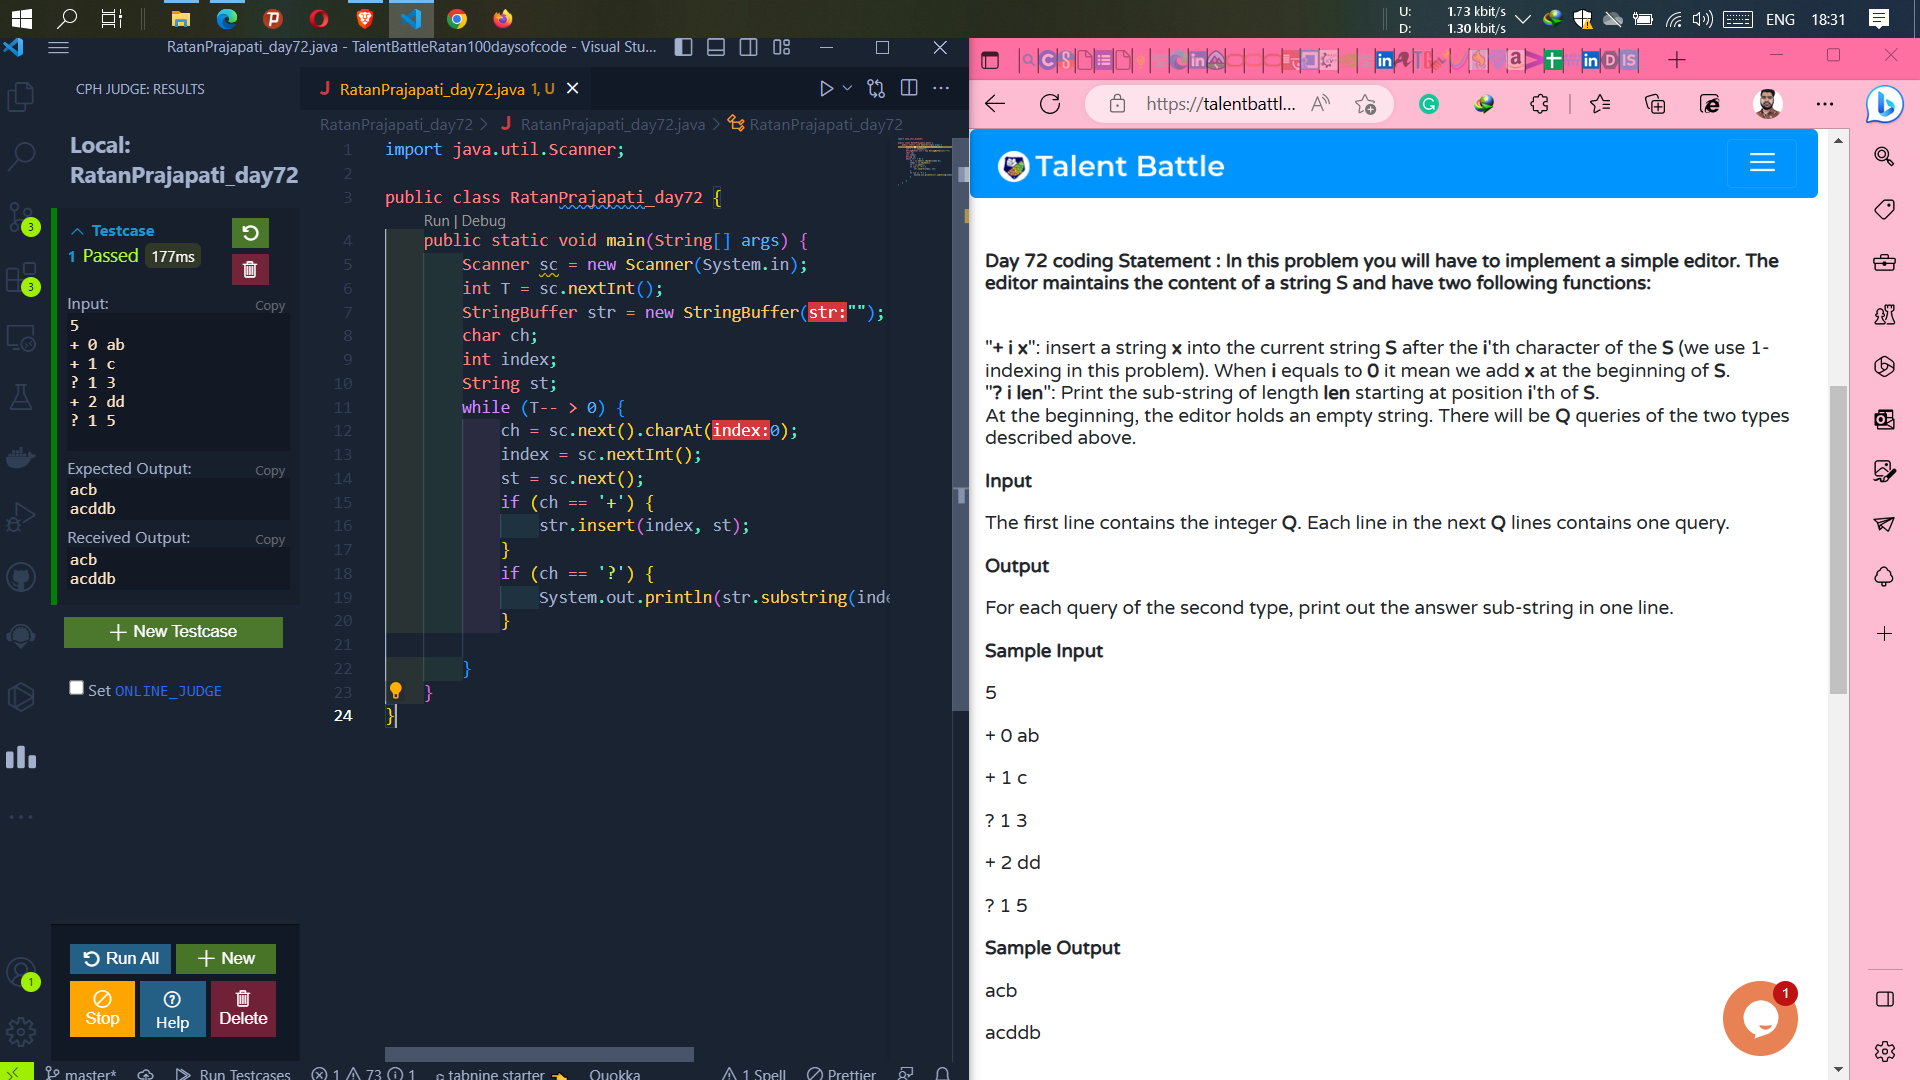 U: 1.73 kbit/s
D: 1.30 kbit/s
ENG 18:31
RatanPrajapati_day72.java - TalentBattleRatan100daysofcode - Visual Stu...
CPH JUDGE: RESULTS
RatanPrajapati_day72.java 1, U
RatanPrajapati_day72 > RatanPrajapati_day72.java > RatanPrajapati_day72
Local:
RatanPrajapati_day72
Testcase
1 Passed 177ms
Input: Copy
5
+ 0 ab
+ 1 c
? 1 3
+ 2 dd
? 1 5
Expected Output: Copy
acb
acddb
Received Output: Copy
acb
acddb
+ New Testcase
Set ONLINE_JUDGE
Run All
+ New
Stop
Help
Delete
1 import java.util.Scanner;
2
3 public class RatanPrajapati_day72 {
Run | Debug
4 public static void main(String[] args) {
5 Scanner sc = new Scanner(System.in);
6 int T = sc.nextInt();
7 StringBuffer str = new StringBuffer(str:"");
8 char ch;
9 int index;
10 String st;
11 while (T-- > 0) {
12 ch = sc.next().charAt(index:0);
13 index = sc.nextInt();
14 st = sc.next();
15 if (ch == '+') {
16 str.insert(index, st);
17 }
18 if (ch == '?') {
19 System.out.println(str.substring(inde
20 }
21
22 }
23 }
24 }
3
3
1
master* Run Testcases 1 73 1 tabnine starter Quokka 1 Spell Prettier
https://talentbattl...
Talent Battle
Day 72 coding Statement : In this problem you will have to implement a simple editor. The
editor maintains the content of a string S and have two following functions:
"+ i x": insert a string x into the current string S after the i'th character of the S (we use 1-
indexing in this problem). When i equals to 0 it mean we add x at the beginning of S.
"? i len": Print the sub-string of length len starting at position i'th of S.
At the beginning, the editor holds an empty string. There will be Q queries of the two types
described above.
Input
The first line contains the integer Q. Each line in the next Q lines contains one query.
Output
For each query of the second type, print out the answer sub-string in one line.
Sample Input
5
+ 0 ab
+ 1 c
? 1 3
+ 2 dd
? 1 5
Sample Output
acb
acddb
1